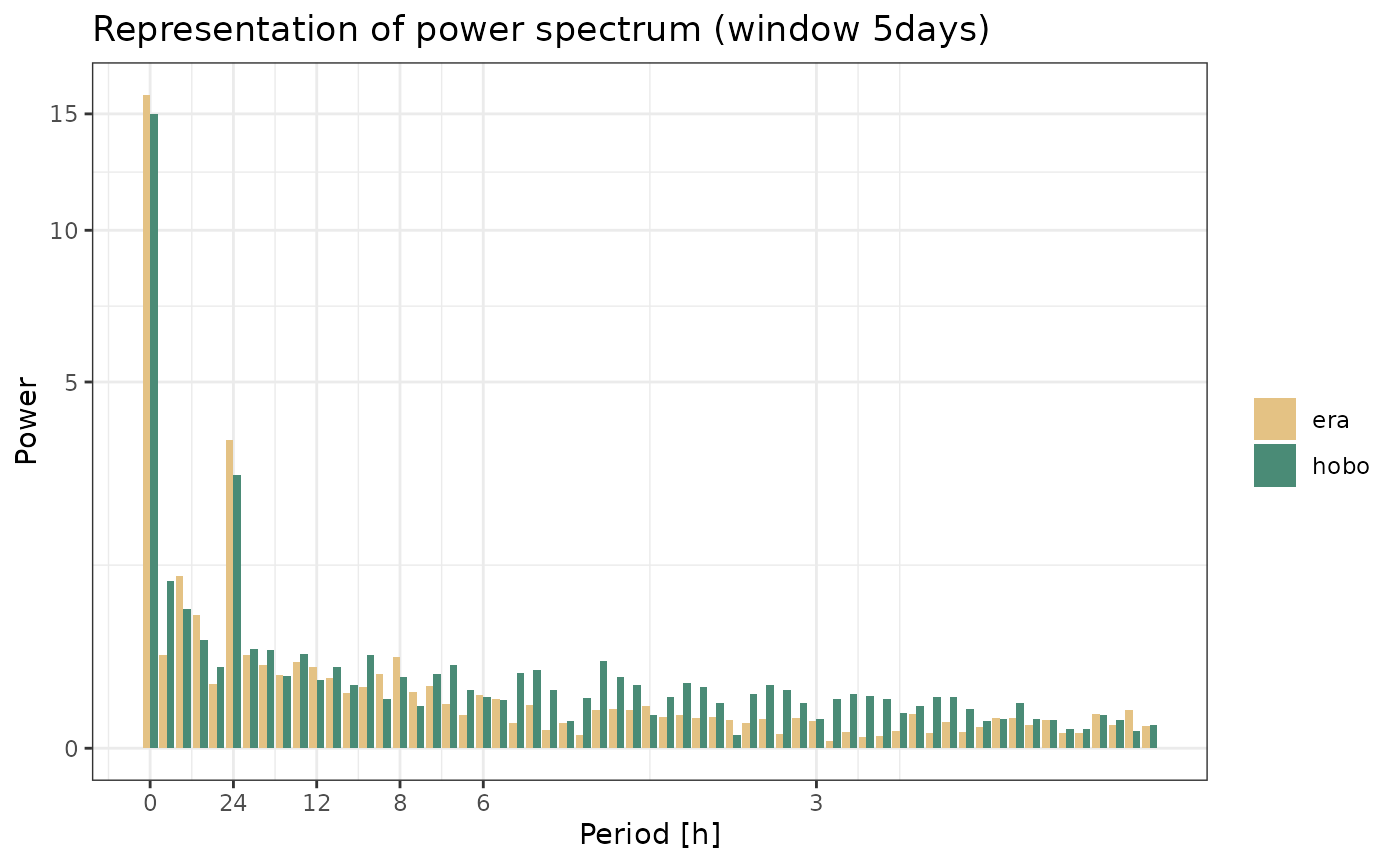 Representation of power spectrum (window 5days)
15
10
5
0
Power
0 24 12 8 6 3
Period [h]
era
hobo